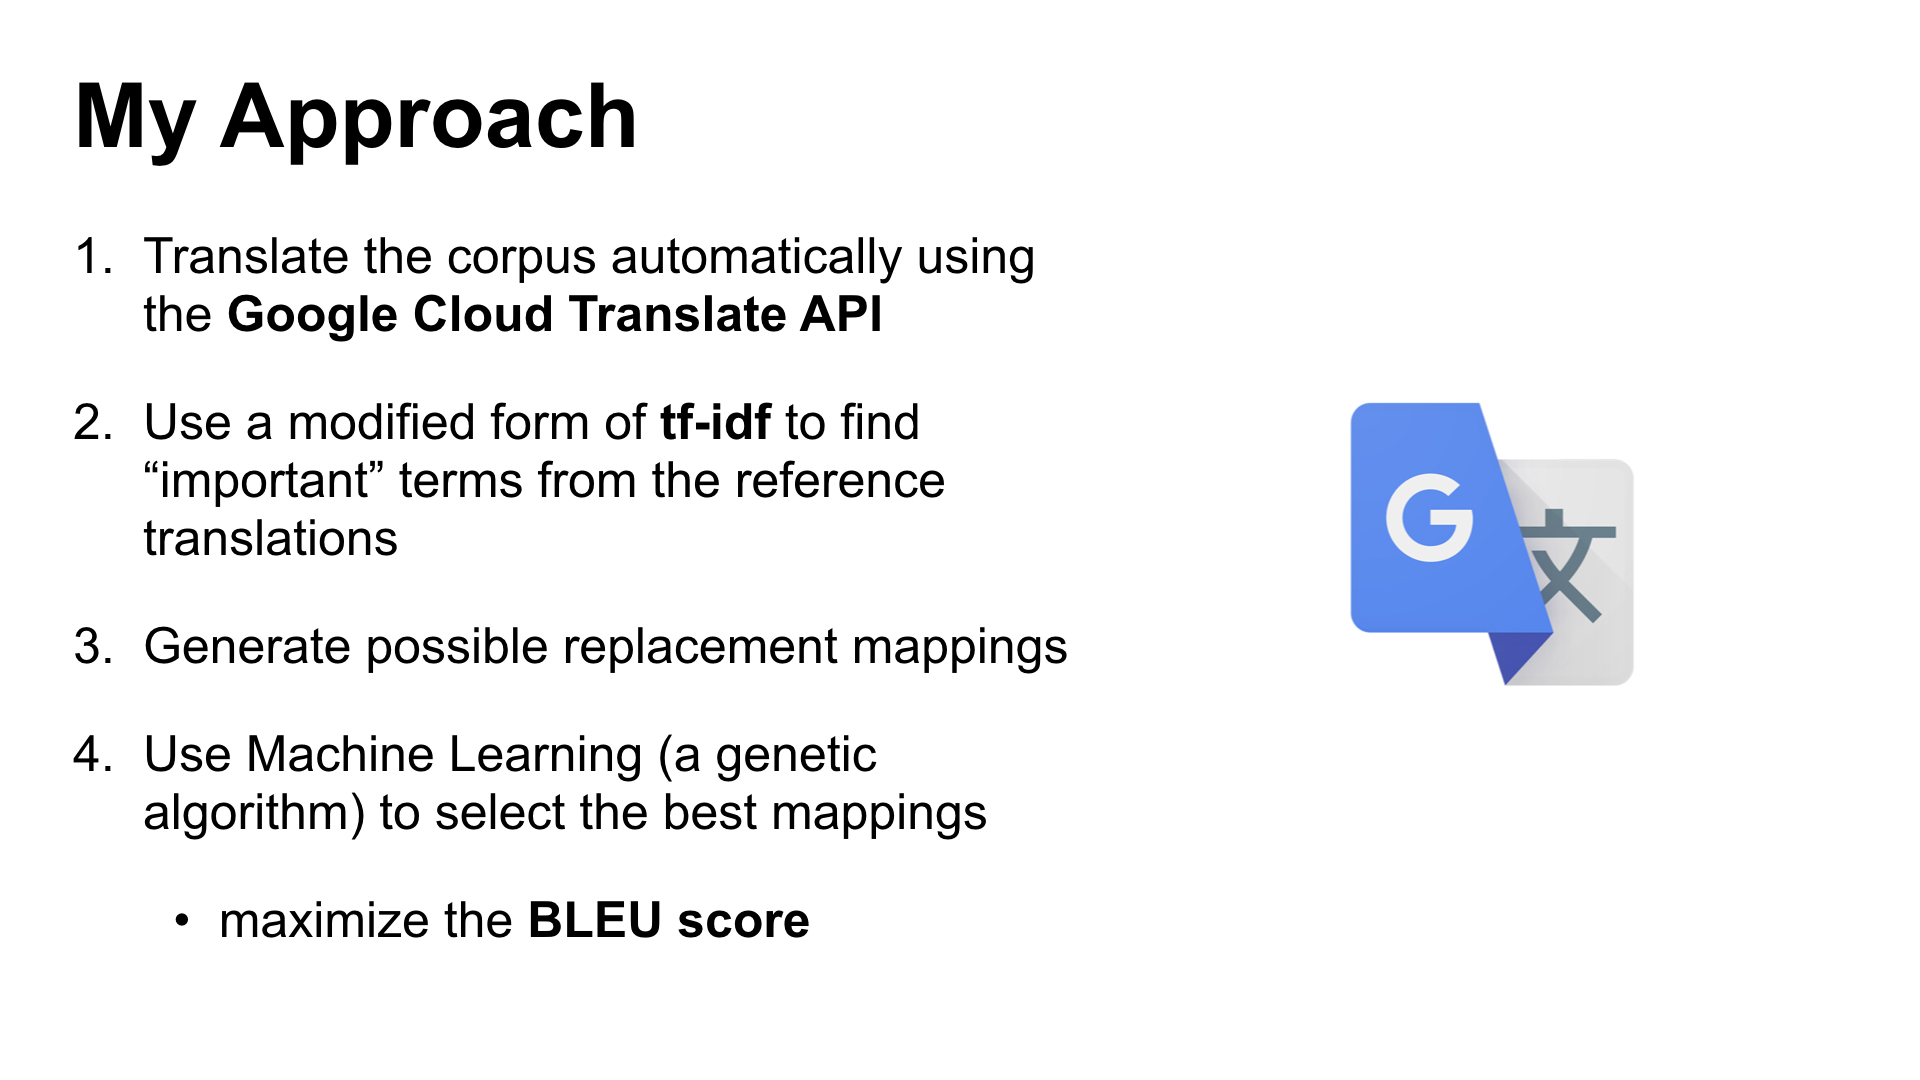 My Approach
1. Translate the corpus automatically using
the Google Cloud Translate API
2. Use a modified form of tf-idf to find
“important” terms from the reference
translations
3. Generate possible replacement mappings
4. Use Machine Learning (a genetic
algorithm) to select the best mappings
• maximize the BLEU score
G
文